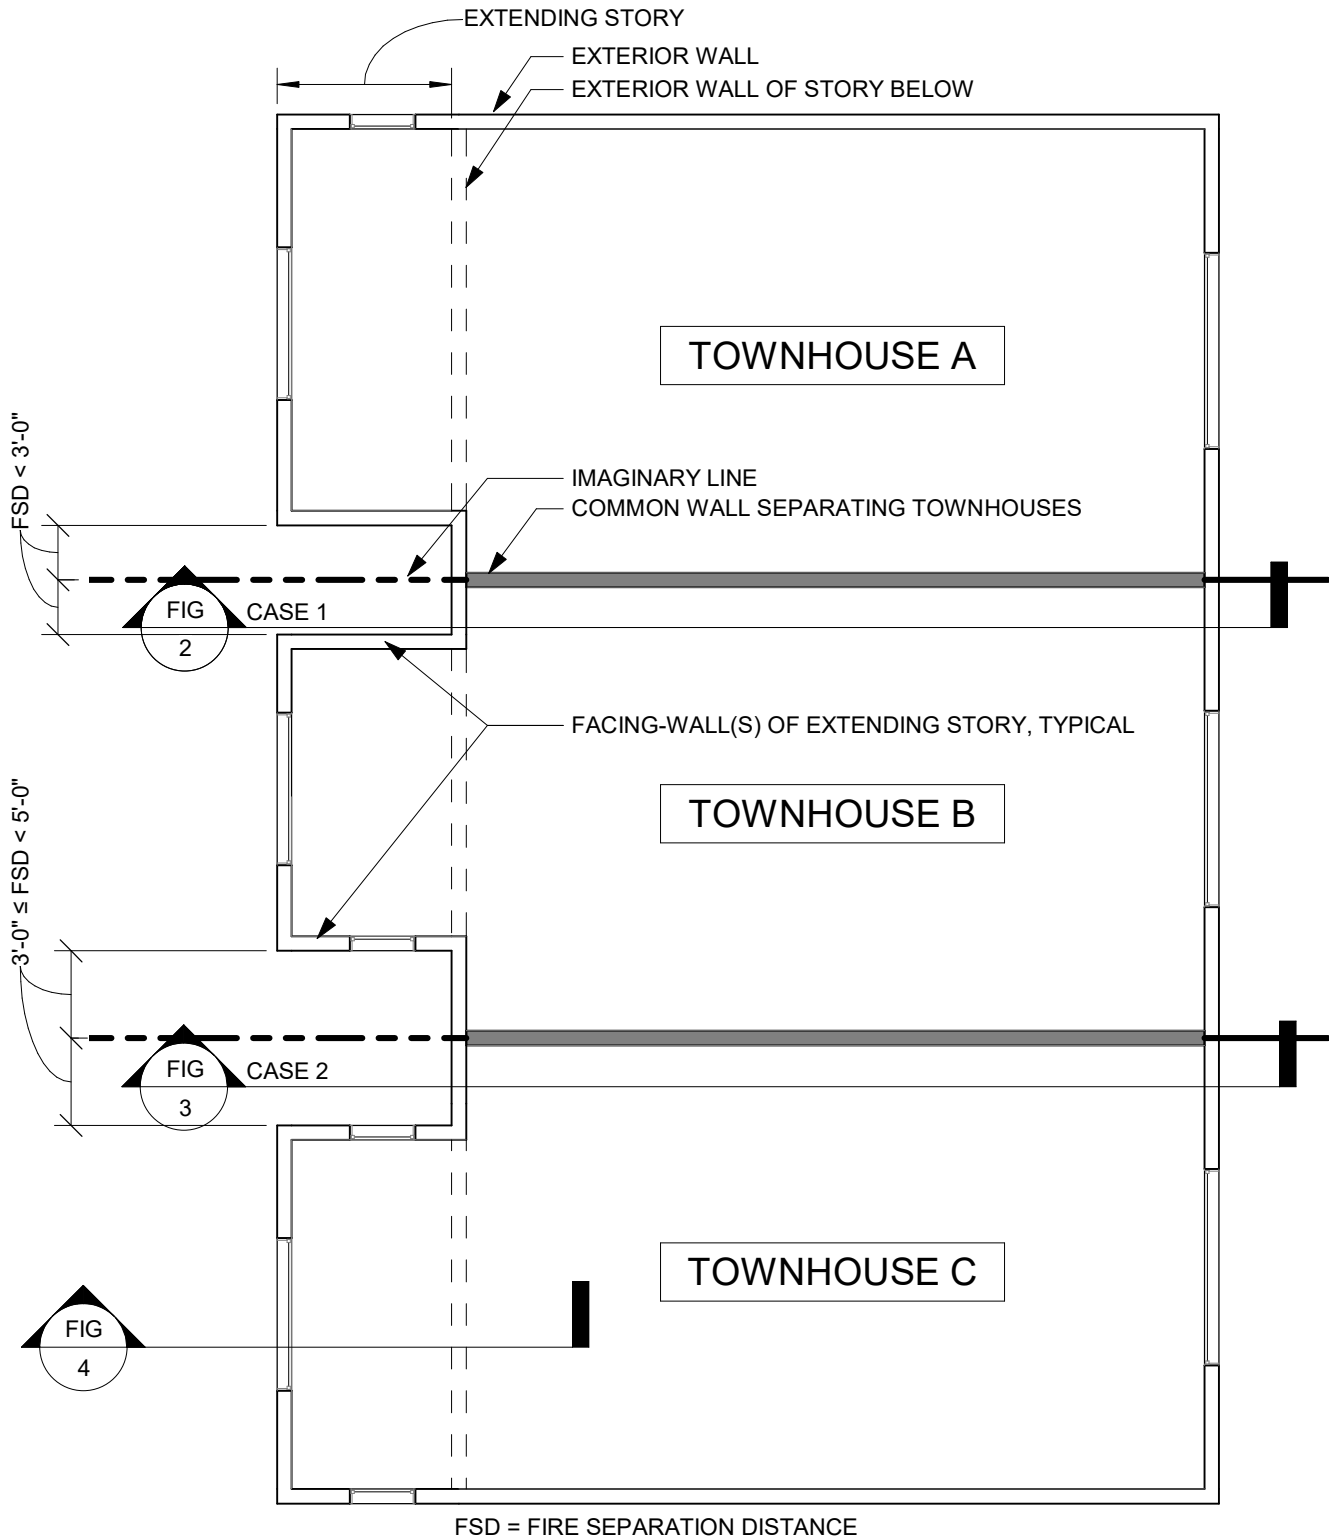 EXTENDING STORY
EXTERIOR WALL
EXTERIOR WALL OF STORY BELOW
TOWNHOUSE A
FSD < 3'-0"
IMAGINARY LINE
COMMON WALL SEPARATING TOWNHOUSES
FIG
2
CASE 1
FACING-WALL(S) OF EXTENDING STORY, TYPICAL
TOWNHOUSE B
3'-0" ≤ FSD < 5'-0"
FIG
3
CASE 2
TOWNHOUSE C
FIG
4
FSD = FIRE SEPARATION DISTANCE